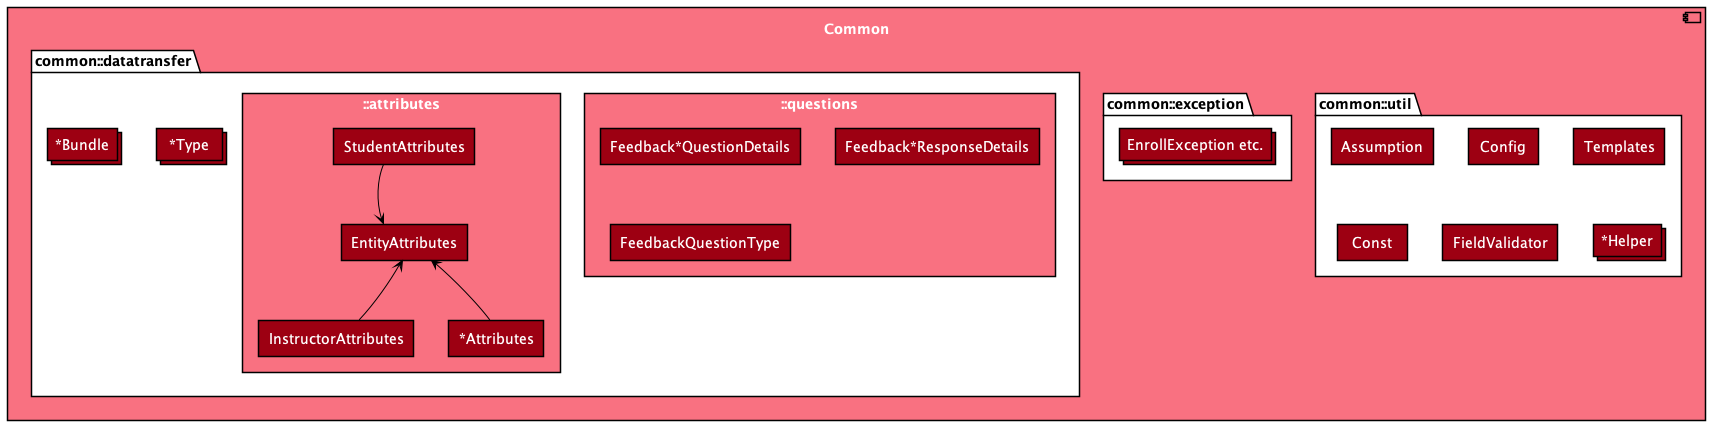 Common
common::datatransfer
*Bundle
*Type
::attributes
StudentAttributes
EntityAttributes
InstructorAttributes
*Attributes
::questions
Feedback*QuestionDetails
Feedback*ResponseDetails
FeedbackQuestionType
common::exception
EnrollException etc.
common::util
Assumption
Config
Templates
Const
FieldValidator
*Helper